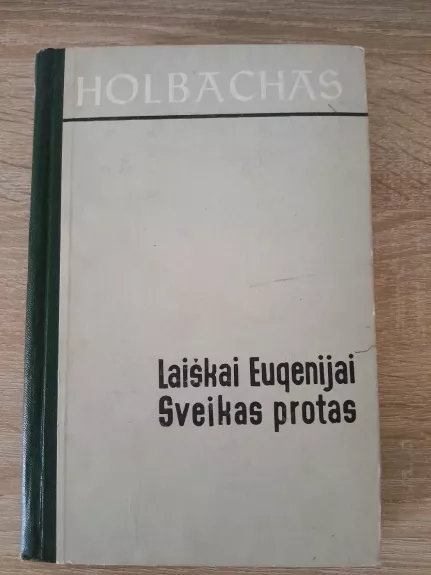 HOLBACHAS
Laiškai Eugenijai
Sveikas protas